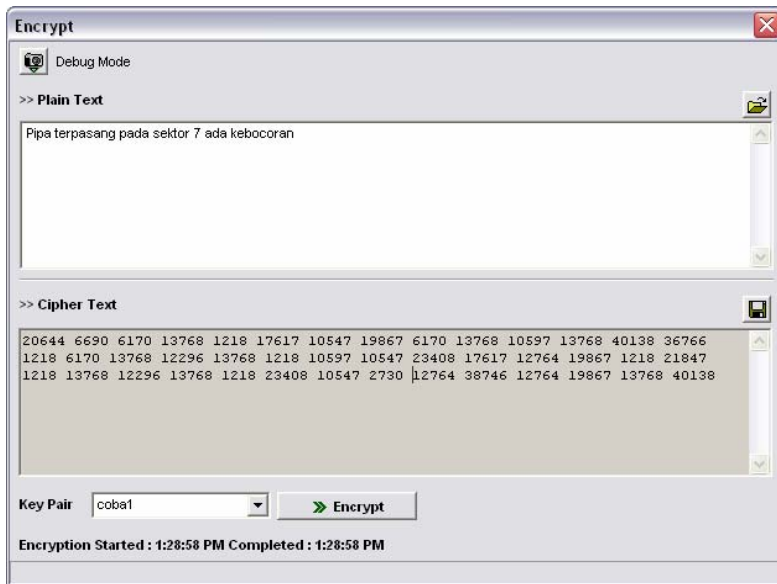 Encrypt
Debug Mode
>> Plain Text
Pipa terpasang pada sektor 7 ada kebocoran
>> Cipher Text
20644 6690 6170 13768 1218 17617 10547 19867 6170 13768 10597 13768 40138 36766
1218 6170 13768 12296 13768 1218 10597 10547 23408 17617 12764 19867 1218 21847
1218 13768 12296 13768 1218 23408 10547 2730 12764 38746 12764 19867 13768 40138
Key Pair coba1 >> Encrypt
Encryption Started : 1:28:58 PM Completed : 1:28:58 PM